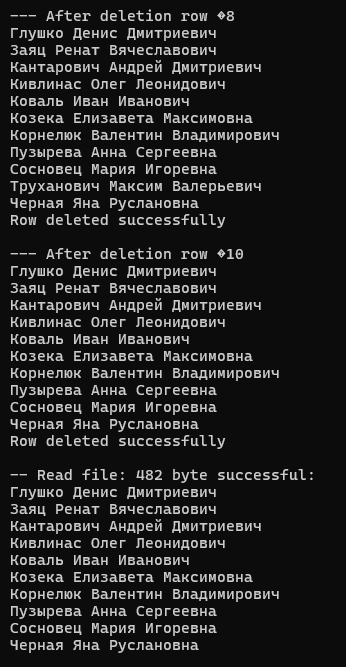 --- After deletion row �8
Глушко Денис Дмитриевич
Заяц Ренат Вячеславович
Кантарович Андрей Дмитриевич
Кивлинас Олег Леонидович
Коваль Иван Иванович
Козека Елизавета Максимовна
Корнелюк Валентин Владимирович
Пузырева Анна Сергеевна
Сосновец Мария Игоревна
Труханович Максим Валерьевич
Черная Яна Руслановна
Row deleted successfully
--- After deletion row �10
Глушко Денис Дмитриевич
Заяц Ренат Вячеславович
Кантарович Андрей Дмитриевич
Кивлинас Олег Леонидович
Коваль Иван Иванович
Козека Елизавета Максимовна
Корнелюк Валентин Владимирович
Пузырева Анна Сергеевна
Сосновец Мария Игоревна
Черная Яна Руслановна
Row deleted successfully
-- Read file: 482 byte successful:
Глушко Денис Дмитриевич
Заяц Ренат Вячеславович
Кантарович Андрей Дмитриевич
Кивлинас Олег Леонидович
Коваль Иван Иванович
Козека Елизавета Максимовна
Корнелюк Валентин Владимирович
Пузырева Анна Сергеевна
Сосновец Мария Игоревна
Черная Яна Руслановна